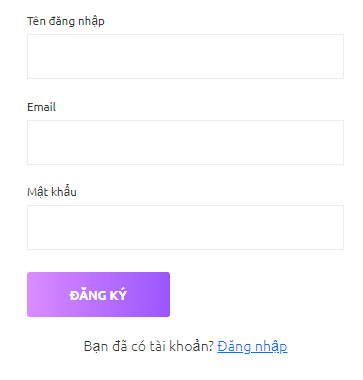 Tên đăng nhập
Email
Mật khẩu
ĐĂNG KÝ
Bạn đã có tài khoản? Đăng nhập